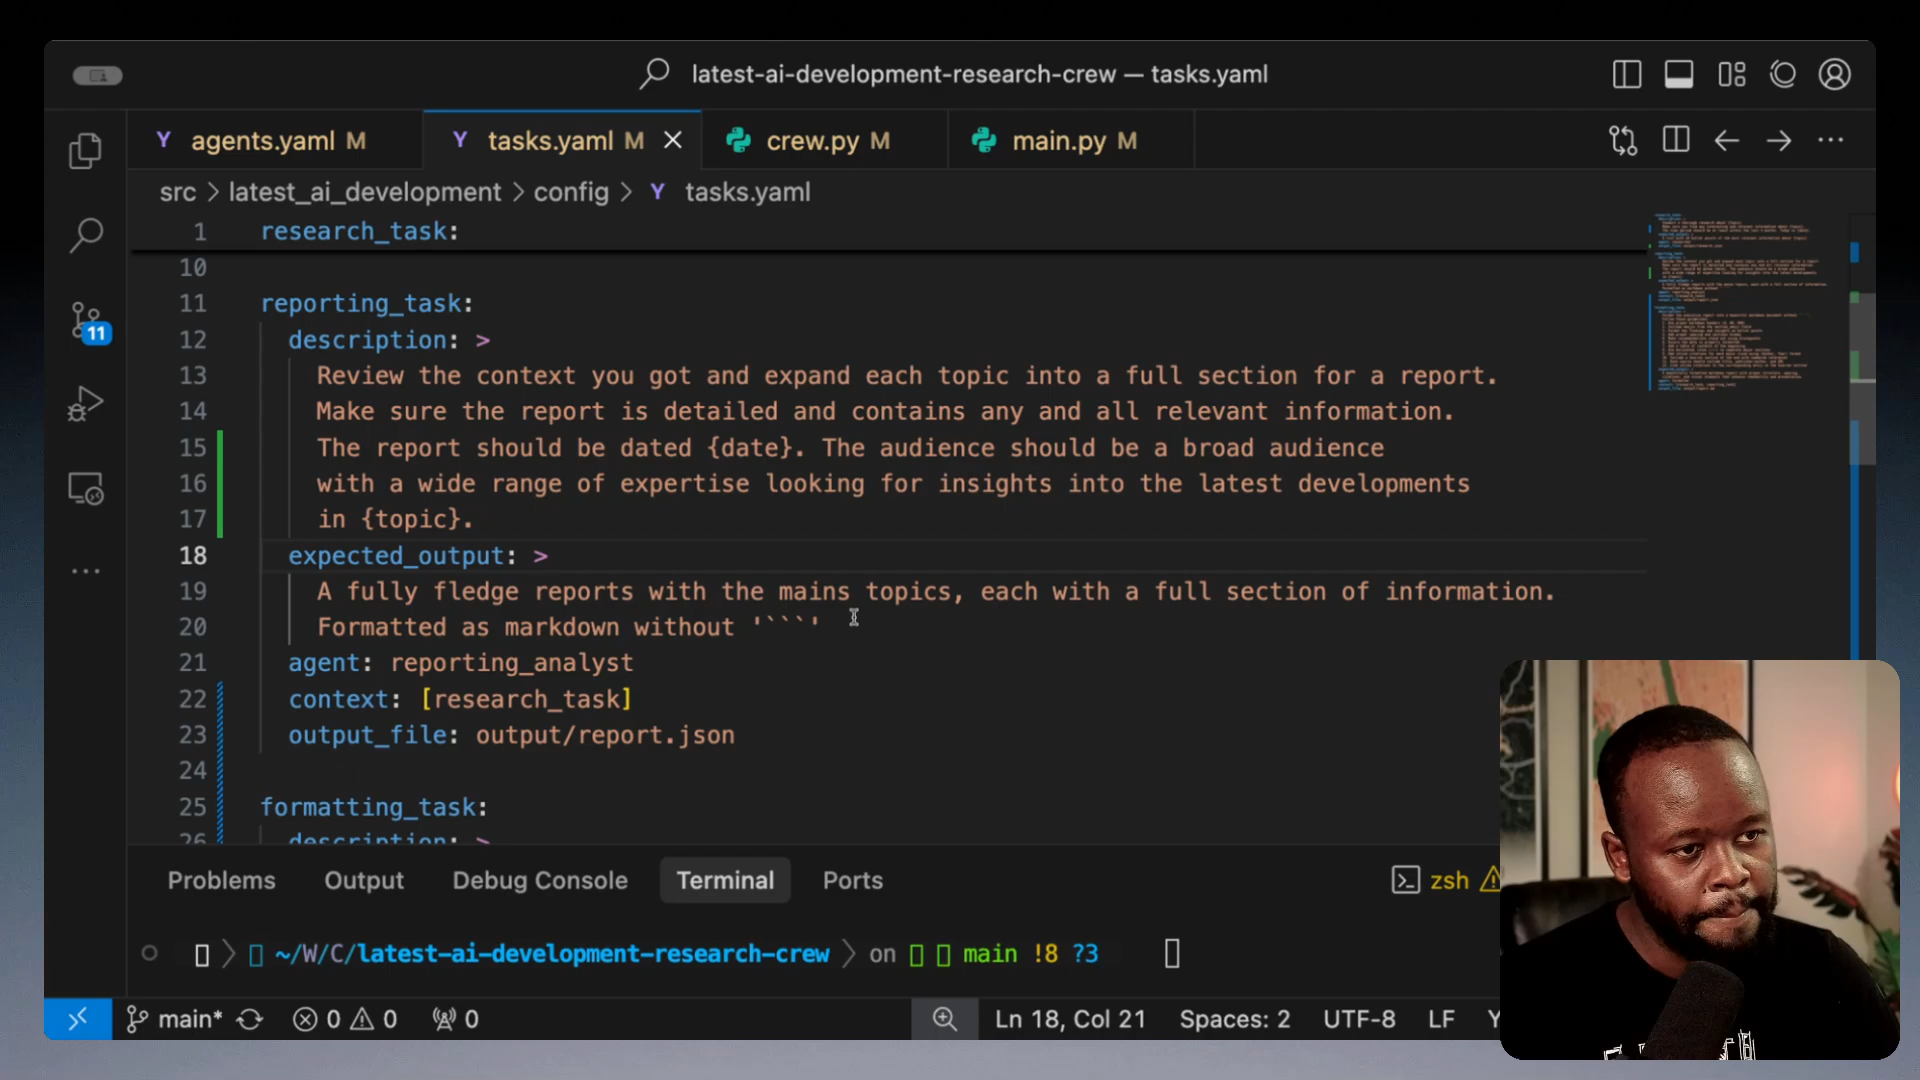 latest-ai-development-research-crew — tasks.yaml
agents.yaml M
tasks.yaml M
crew.py M
main.py M
src > latest_ai_development > config > tasks.yaml
1 research_task:
10
11 reporting_task:
12 description: >
13 Review the context you got and expand each topic into a full section for a report.
14 Make sure the report is detailed and contains any and all relevant information.
15 The report should be dated {date}. The audience should be a broad audience
16 with a wide range of expertise looking for insights into the latest developments
17 in {topic}.
18 expected_output: >
19 A fully fledge reports with the mains topics, each with a full section of information.
20 Formatted as markdown without '```'
21 agent: reporting_analyst
22 context: [research_task]
23 output_file: output/report.json
24
25 formatting_task:
26 description: >
11
Problems
Output
Debug Console
Terminal
Ports
zsh
~/W/C/latest-ai-development-research-crew > on main !8 ?3
main*
0
0
0
Ln 18, Col 21
Spaces: 2
UTF-8
LF